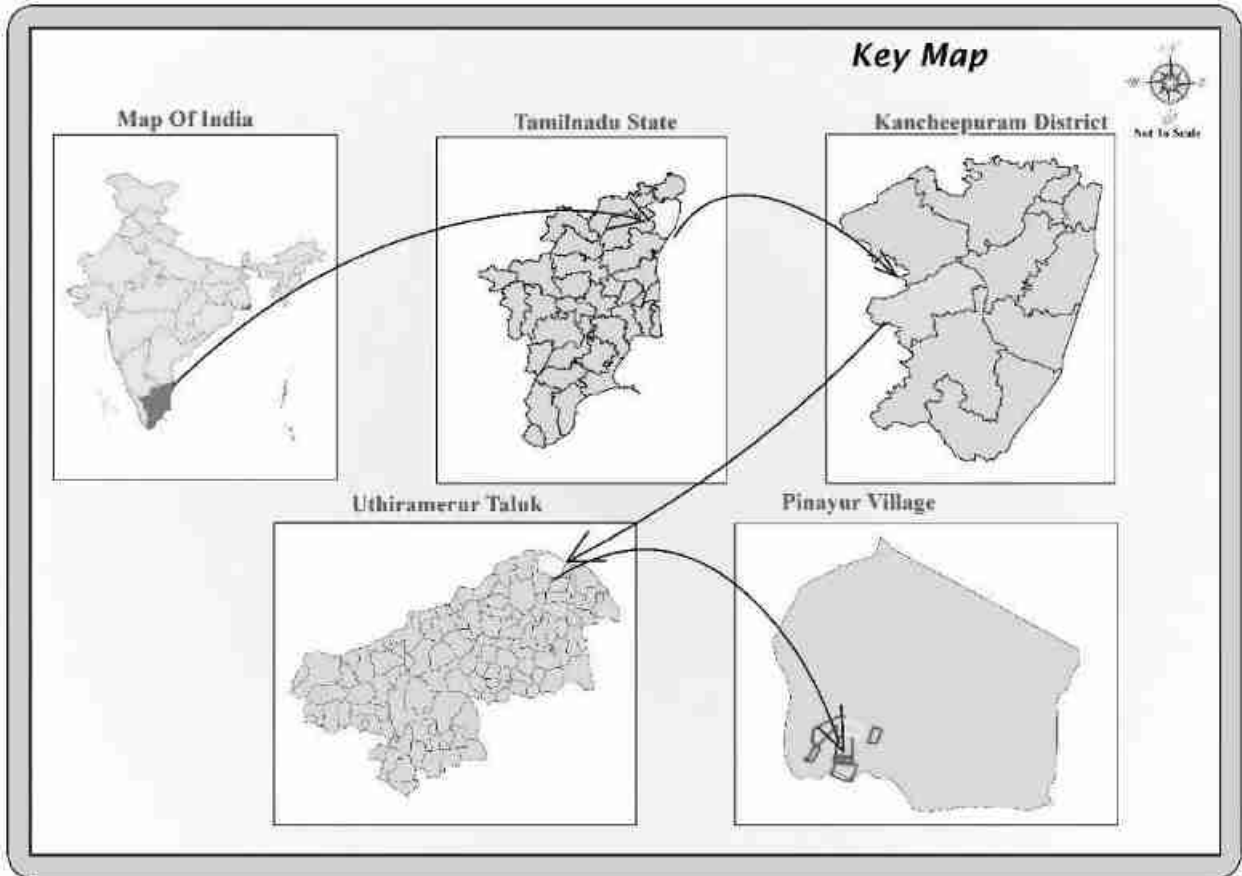 Key Map
Not To Scale
Map Of India
Tamilnadu State
Kancheepuram District
Uthiramerur Taluk
Pinayur Village